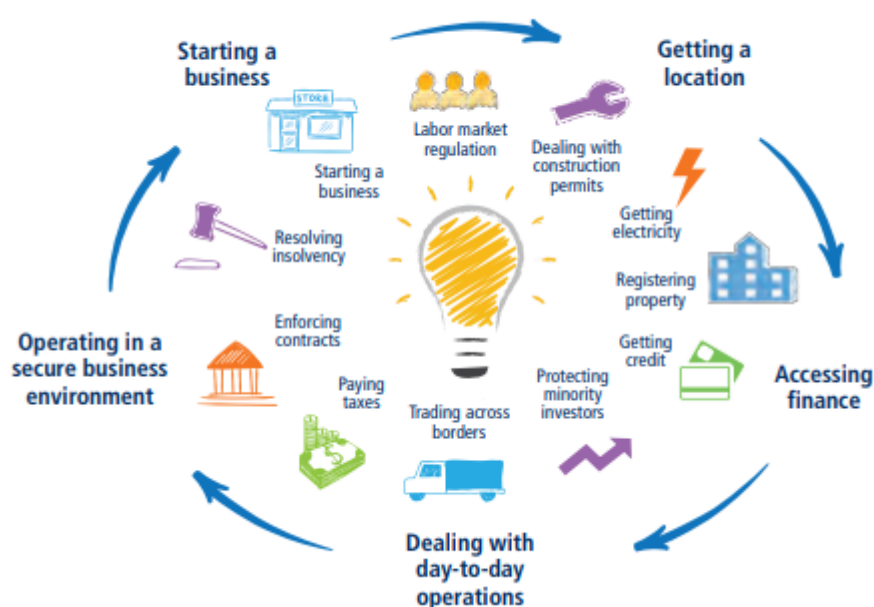 Starting a
business
Getting a
location
STORE
Labor market
regulation
Dealing with
construction
permits
Starting a
business
Getting
electricity
Resolving
insolvency
Registering
property
Enforcing
contracts
Getting
credit
Operating in a
secure business
environment
Accessing
finance
Paying
taxes
Trading across
borders
Protecting
minority
investors
$
Dealing with
day-to-day
operations